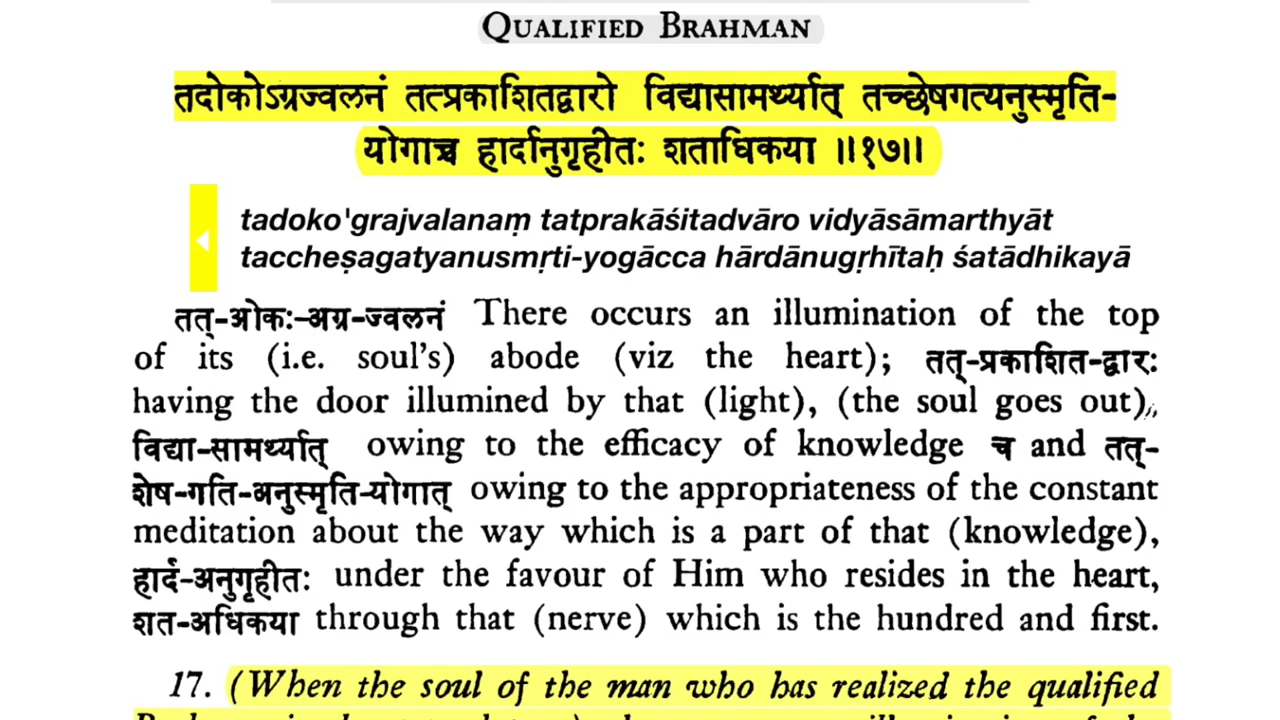 QUALIFIED BRAHMAN
तदोकोऽग्रज्वलनं तत्प्रकाशितद्वारो विद्यासामर्थ्यात् तच्छेषगत्यनुस्मृति-
योगाच्च हार्दानुगृहीतः शताधिकया ॥१७॥
tadoko'grajvalanaṃ tatprakāśitadvāro vidyāsāmarthyāt
taccheṣagatyanusmṛti-yogācca hārdānugṛhītaḥ śatādhikayā
तत्-ओकः-अग्र-ज्वलनं There occurs an illumination of the top
of its (i.e. soul's) abode (viz the heart); तत्-प्रकाशित-द्वारः
having the door illumined by that (light), (the soul goes out),
विद्या-सामर्थ्यात् owing to the efficacy of knowledge च and तत्-
शेष-गति-अनुस्मृति-योगात् owing to the appropriateness of the constant
meditation about the way which is a part of that (knowledge),
हार्द-अनुगृहीतः under the favour of Him who resides in the heart,
शत-अधिकया through that (nerve) which is the hundred and first.
17. (When the soul of the man who has realized the qualified